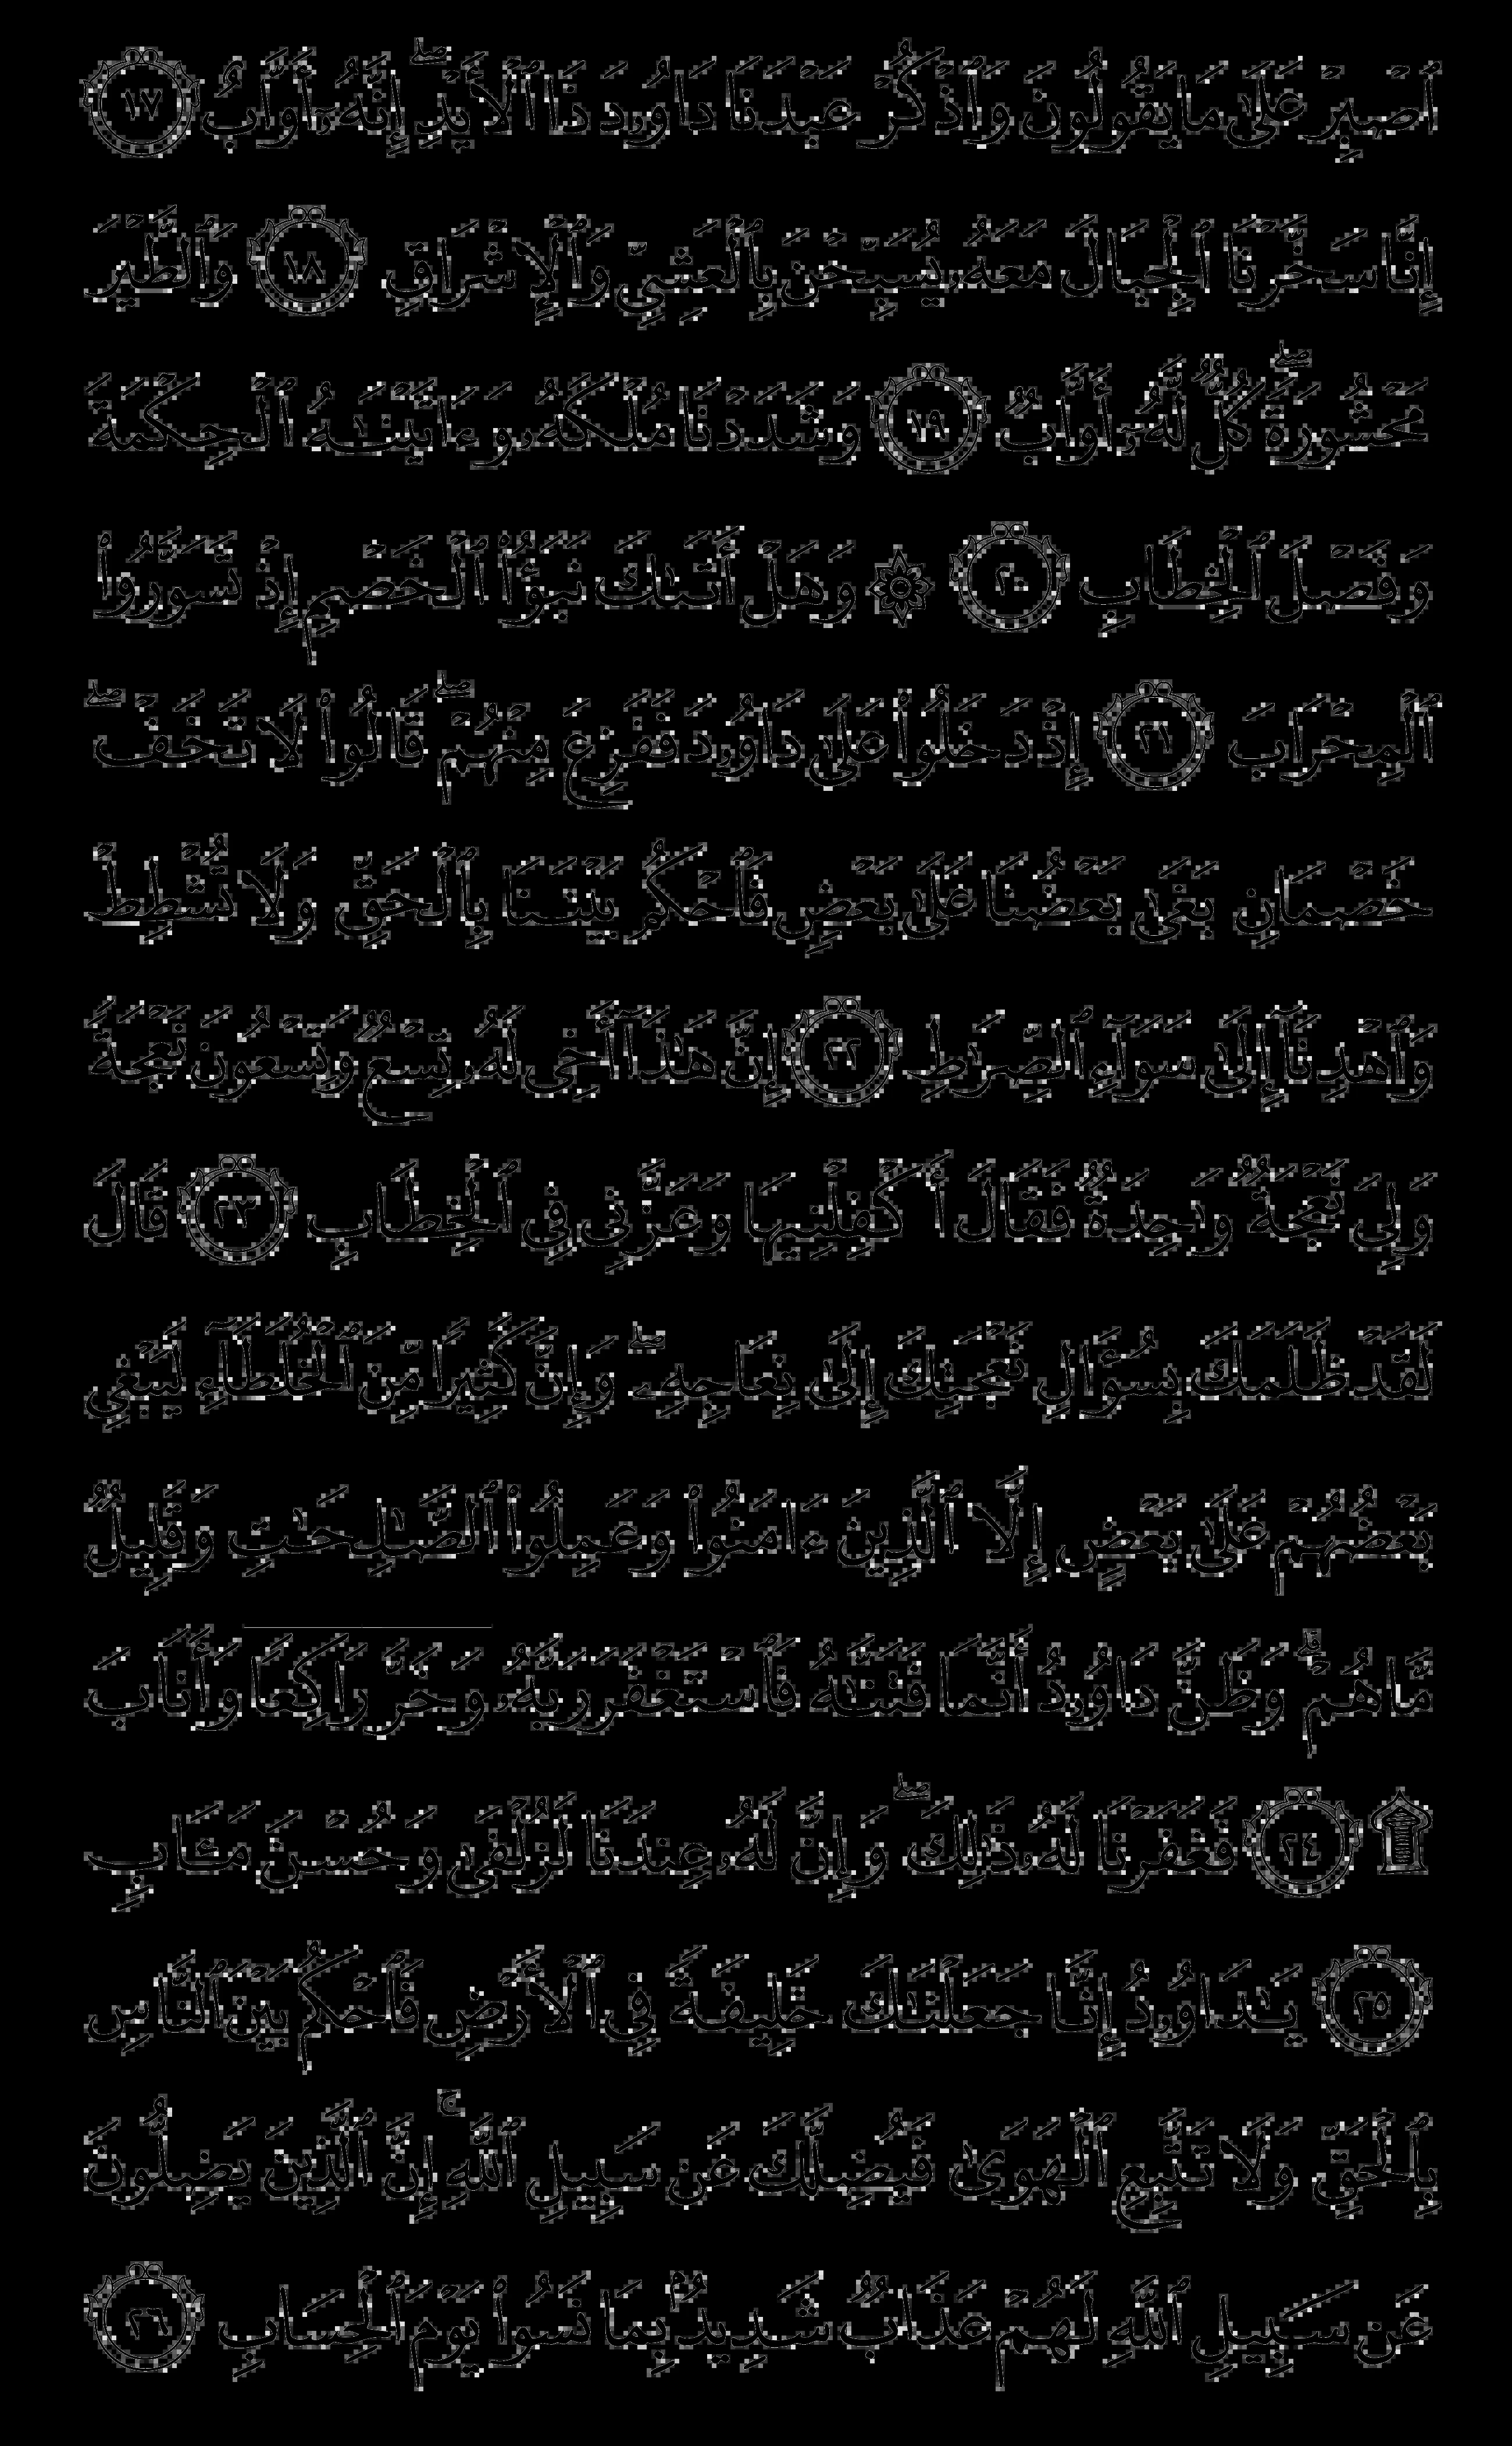 ٱصۡبِرۡ عَلَىٰ مَا يَقُولُونَ وَٱذۡكُرۡ عَبۡدَنَا دَاوُۥدَ ذَا ٱلۡأَيۡدِۖ إِنَّهُۥٓ أَوَّابٌ ١٧
إِنَّا سَخَّرۡنَا ٱلۡجِبَالَ مَعَهُۥ يُسَبِّحۡنَ بِٱلۡعَشِيِّ وَٱلۡإِشۡرَاقِ ١٨ وَٱلطَّيۡرَ
مَحۡشُورَةٗۖ كُلّٞ لَّهُۥٓ أَوَّابٞ ١٩ وَشَدَدۡنَا مُلۡكَهُۥ وَءَاتَيۡنَٰهُ ٱلۡحِكۡمَةَ
وَفَصۡلَ ٱلۡخِطَابِ ٢٠ ۞ وَهَلۡ أَتَىٰكَ نَبَؤُاْ ٱلۡخَصۡمِ إِذۡ تَسَوَّرُواْ
ٱلۡمِحۡرَابَ ٢١ إِذۡ دَخَلُواْ عَلَىٰ دَاوُۥدَ فَفَزِعَ مِنۡهُمۡۖ قَالُواْ لَا تَخَفۡۖ
خَصۡمَانِ بَغَىٰ بَعۡضُنَا عَلَىٰ بَعۡضٖ فَٱحۡكُم بَيۡنَنَا بِٱلۡحَقِّ وَلَا تُشۡطِطۡ
وَٱهۡدِنَآ إِلَىٰ سَوَآءِ ٱلصِّرَٰطِ ٢٢ إِنَّ هَٰذَآ أَخِي لَهُۥ تِسۡعٞ وَتِسۡعُونَ نَعۡجَةٗ
وَلِيَ نَعۡجَةٞ وَٰحِدَةٞ فَقَالَ أَكۡفِلۡنِيهَا وَعَزَّنِي فِي ٱلۡخِطَابِ ٢٣ قَالَ
لَقَدۡ ظَلَمَكَ بِسُؤَالِ نَعۡجَتِكَ إِلَىٰ نِعَاجِهِۦۖ وَإِنَّ كَثِيرٗا مِّنَ ٱلۡخُلَطَآءِ لَيَبۡغِي
بَعۡضُهُمۡ عَلَىٰ بَعۡضٍ إِلَّا ٱلَّذِينَ ءَامَنُواْ وَعَمِلُواْ ٱلصَّٰلِحَٰتِ وَقَلِيلٞ
مَّا هُمۡۗ وَظَنَّ دَاوُۥدُ أَنَّمَا فَتَنَّٰهُ فَٱسۡتَغۡفَرَ رَبَّهُۥ وَخَرَّۤ رَاكِعٗاۤ وَأَنَابَ
۩ ٢٤ فَغَفَرۡنَا لَهُۥ ذَٰلِكَۖ وَإِنَّ لَهُۥ عِندَنَا لَزُلۡفَىٰ وَحُسۡنَ مَـَٔابٖ
٢٥ يَٰدَاوُۥدُ إِنَّا جَعَلۡنَٰكَ خَلِيفَةٗ فِي ٱلۡأَرۡضِ فَٱحۡكُم بَيۡنَ ٱلنَّاسِ
بِٱلۡحَقِّ وَلَا تَتَّبِعِ ٱلۡهَوَىٰ فَيُضِلَّكَ عَن سَبِيلِ ٱللَّهِۚ إِنَّ ٱلَّذِينَ يَضِلُّونَ
عَن سَبِيلِ ٱللَّهِ لَهُمۡ عَذَابٞ شَدِيدُۢ بِمَا نَسُواْ يَوۡمَ ٱلۡحِسَابِ ٢٦